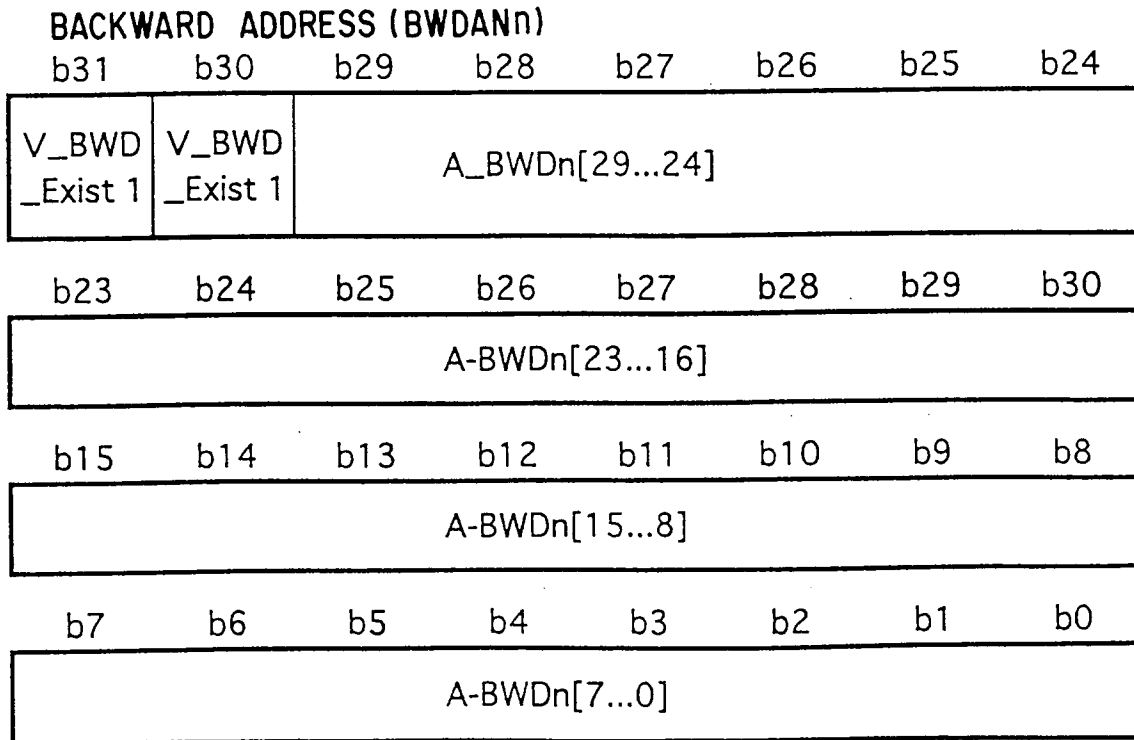 BACKWARD ADDRESS (BWDANn)
b31 b30 b29 b28 b27 b26 b25 b24
V_BWD V_BWD A_BWDn[29...24]
_Exist 1 _Exist 1
b23 b24 b25 b26 b27 b28 b29 b30
A-BWDn[23...16]
b15 b14 b13 b12 b11 b10 b9 b8
A-BWDn[15...8]
b7 b6 b5 b4 b3 b2 b1 b0
A-BWDn[7...0]